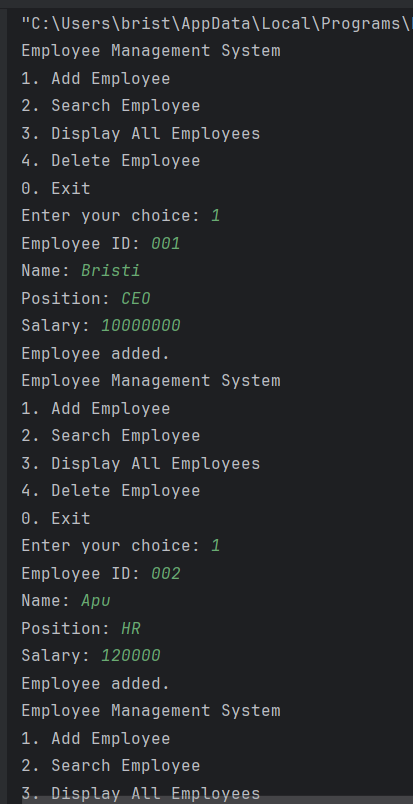 "C:\Users\brist\AppData\Local\Programs\
Employee Management System
1. Add Employee
2. Search Employee
3. Display All Employees
4. Delete Employee
0. Exit
Enter your choice: 1
Employee ID: 001
Name: Bristi
Position: CEO
Salary: 10000000
Employee added.
Employee Management System
1. Add Employee
2. Search Employee
3. Display All Employees
4. Delete Employee
0. Exit
Enter your choice: 1
Employee ID: 002
Name: Apu
Position: HR
Salary: 120000
Employee added.
Employee Management System
1. Add Employee
2. Search Employee
3. Display All Employees